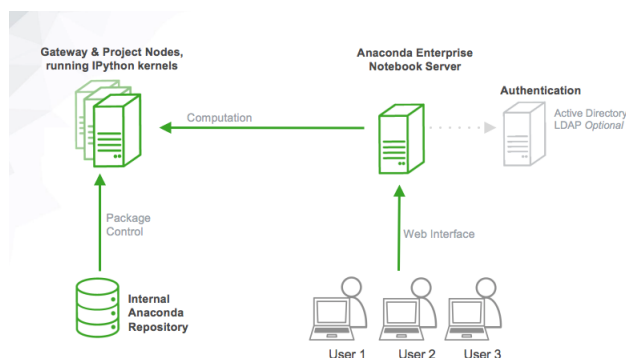 Gateway & Project Nodes,
running IPython kernels
Anaconda Enterprise
Notebook Server
Authentication
Active Directory
LDAP Optional
Computation
Package
Control
Web Interface
Internal
Anaconda
Repository
User 1
User 2
User 3